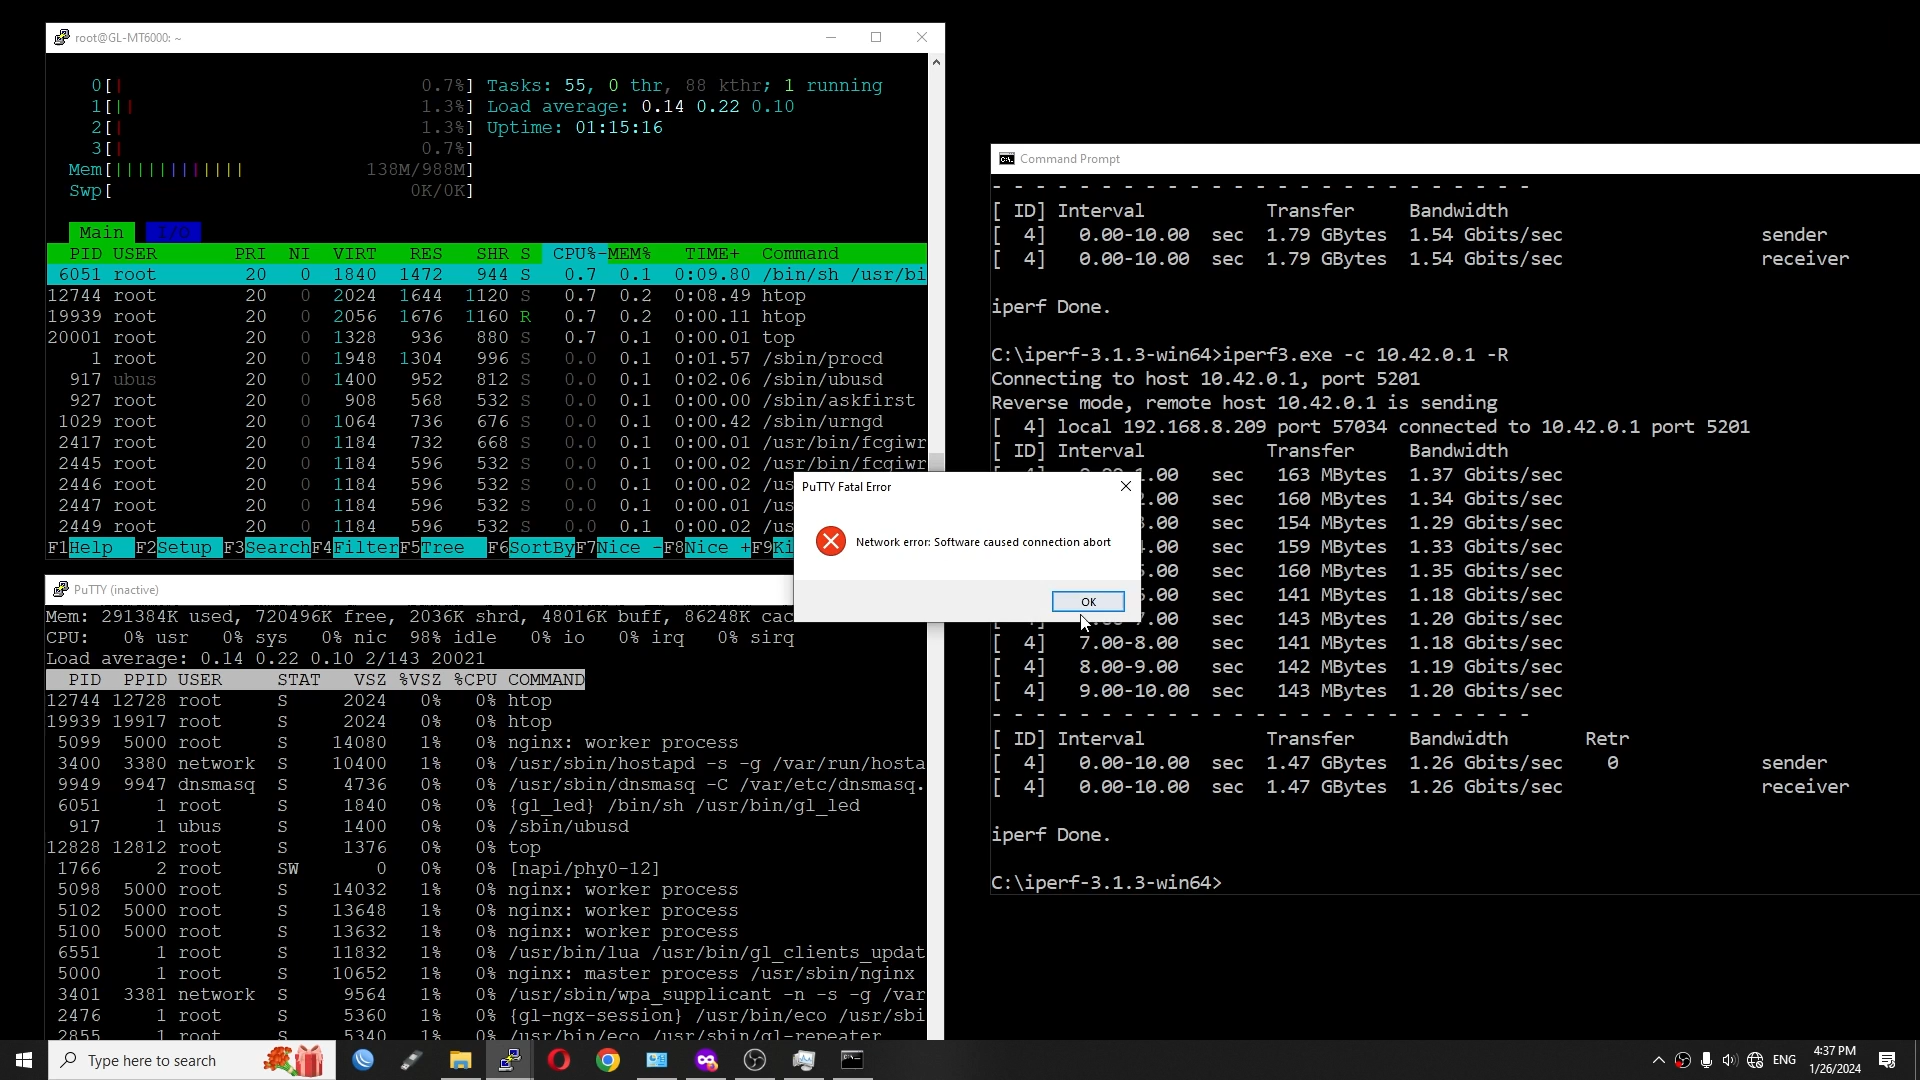 root@GL-MT6000: ~
0[| 0.7%] Tasks: 55, 0 thr, 88 kthr; 1 running
1[|| 1.3%] Load average: 0.14 0.22 0.10
2[| 1.3%] Uptime: 01:15:16
3[| 0.7%]
Mem[|||||||||||| 138M/988M]
Swp[ 0K/0K]
Main I/O
PID USER PRI NI VIRT RES SHR S CPU%-MEM% TIME+ Command
6051 root 20 0 1840 1472 944 S 0.7 0.1 0:09.80 /bin/sh /usr/bi
12744 root 20 0 2024 1644 1120 S 0.7 0.2 0:08.49 htop
19939 root 20 0 2056 1676 1160 R 0.7 0.2 0:00.11 htop
20001 root 20 0 1328 936 880 S 0.7 0.1 0:00.01 top
1 root 20 0 1948 1304 996 S 0.0 0.1 0:01.57 /sbin/procd
917 ubus 20 0 1400 952 812 S 0.0 0.1 0:02.06 /sbin/ubusd
927 root 20 0 908 568 532 S 0.0 0.1 0:00.00 /sbin/askfirst
1029 root 20 0 1064 736 676 S 0.0 0.1 0:00.42 /sbin/urngd
2417 root 20 0 1184 732 668 S 0.0 0.1 0:00.01 /usr/bin/fcgiwr
2445 root 20 0 1184 596 532 S 0.0 0.1 0:00.02 /usr/bin/fcgiwr
2446 root 20 0 1184 596 532 S 0.0 0.1 0:00.02 /us
2447 root 20 0 1184 596 532 S 0.0 0.1 0:00.01 /us
2449 root 20 0 1184 596 532 S 0.0 0.1 0:00.02 /us
F1Help F2Setup F3SearchF4FilterF5Tree F6SortByF7Nice -F8Nice +F9Ki
PuTTY (inactive)
Mem: 291384K used, 720496K free, 2036K shrd, 48016K buff, 86248K cac
CPU: 0% usr 0% sys 0% nic 98% idle 0% io 0% irq 0% sirq
Load average: 0.14 0.22 0.10 2/143 20021
PID PPID USER STAT VSZ %VSZ %CPU COMMAND
12744 12728 root S 2024 0% 0% htop
19939 19917 root S 2024 0% 0% htop
5099 5000 root S 14080 1% 0% nginx: worker process
3400 3380 network S 10400 1% 0% /usr/sbin/hostapd -s -g /var/run/hosta
9949 9947 dnsmasq S 4736 0% 0% /usr/sbin/dnsmasq -C /var/etc/dnsmasq.
6051 1 root S 1840 0% 0% {gl_led} /bin/sh /usr/bin/gl_led
917 1 ubus S 1400 0% 0% /sbin/ubusd
12828 12812 root S 1376 0% 0% top
1766 2 root SW 0 0% 0% [napi/phy0-12]
5098 5000 root S 14032 1% 0% nginx: worker process
5102 5000 root S 13648 1% 0% nginx: worker process
5100 5000 root S 13632 1% 0% nginx: worker process
6551 1 root S 11832 1% 0% /usr/bin/lua /usr/bin/gl_clients_updat
5000 1 root S 10652 1% 0% nginx: master process /usr/sbin/nginx
3401 3381 network S 9564 1% 0% /usr/sbin/wpa_supplicant -n -s -g /var
2476 1 root S 5360 1% 0% {gl-ngx-session} /usr/bin/eco /usr/sbi
2855 1 root S 5340 1% 0% /usr/bin/eco /usr/sbin/gl-repeater
PuTTY Fatal Error
Network error: Software caused connection abort
OK
Command Prompt
- - - - - - - - - - - - - - - - - - - - - - - - -
[ ID] Interval Transfer Bandwidth
[ 4] 0.00-10.00 sec 1.79 GBytes 1.54 Gbits/sec sender
[ 4] 0.00-10.00 sec 1.79 GBytes 1.54 Gbits/sec receiver
iperf Done.
C:\iperf-3.1.3-win64>iperf3.exe -c 10.42.0.1 -R
Connecting to host 10.42.0.1, port 5201
Reverse mode, remote host 10.42.0.1 is sending
[ 4] local 192.168.8.209 port 57034 connected to 10.42.0.1 port 5201
[ ID] Interval Transfer Bandwidth
1.00 sec 163 MBytes 1.37 Gbits/sec
2.00 sec 160 MBytes 1.34 Gbits/sec
3.00 sec 154 MBytes 1.29 Gbits/sec
4.00 sec 159 MBytes 1.33 Gbits/sec
5.00 sec 160 MBytes 1.35 Gbits/sec
6.00 sec 141 MBytes 1.18 Gbits/sec
[ 4] 6.00-7.00 sec 143 MBytes 1.20 Gbits/sec
[ 4] 7.00-8.00 sec 141 MBytes 1.18 Gbits/sec
[ 4] 8.00-9.00 sec 142 MBytes 1.19 Gbits/sec
[ 4] 9.00-10.00 sec 143 MBytes 1.20 Gbits/sec
- - - - - - - - - - - - - - - - - - - - - - - - -
[ ID] Interval Transfer Bandwidth Retr
[ 4] 0.00-10.00 sec 1.47 GBytes 1.26 Gbits/sec 0 sender
[ 4] 0.00-10.00 sec 1.47 GBytes 1.26 Gbits/sec receiver
iperf Done.
C:\iperf-3.1.3-win64>
Type here to search
ENG
4:37 PM
1/26/2024